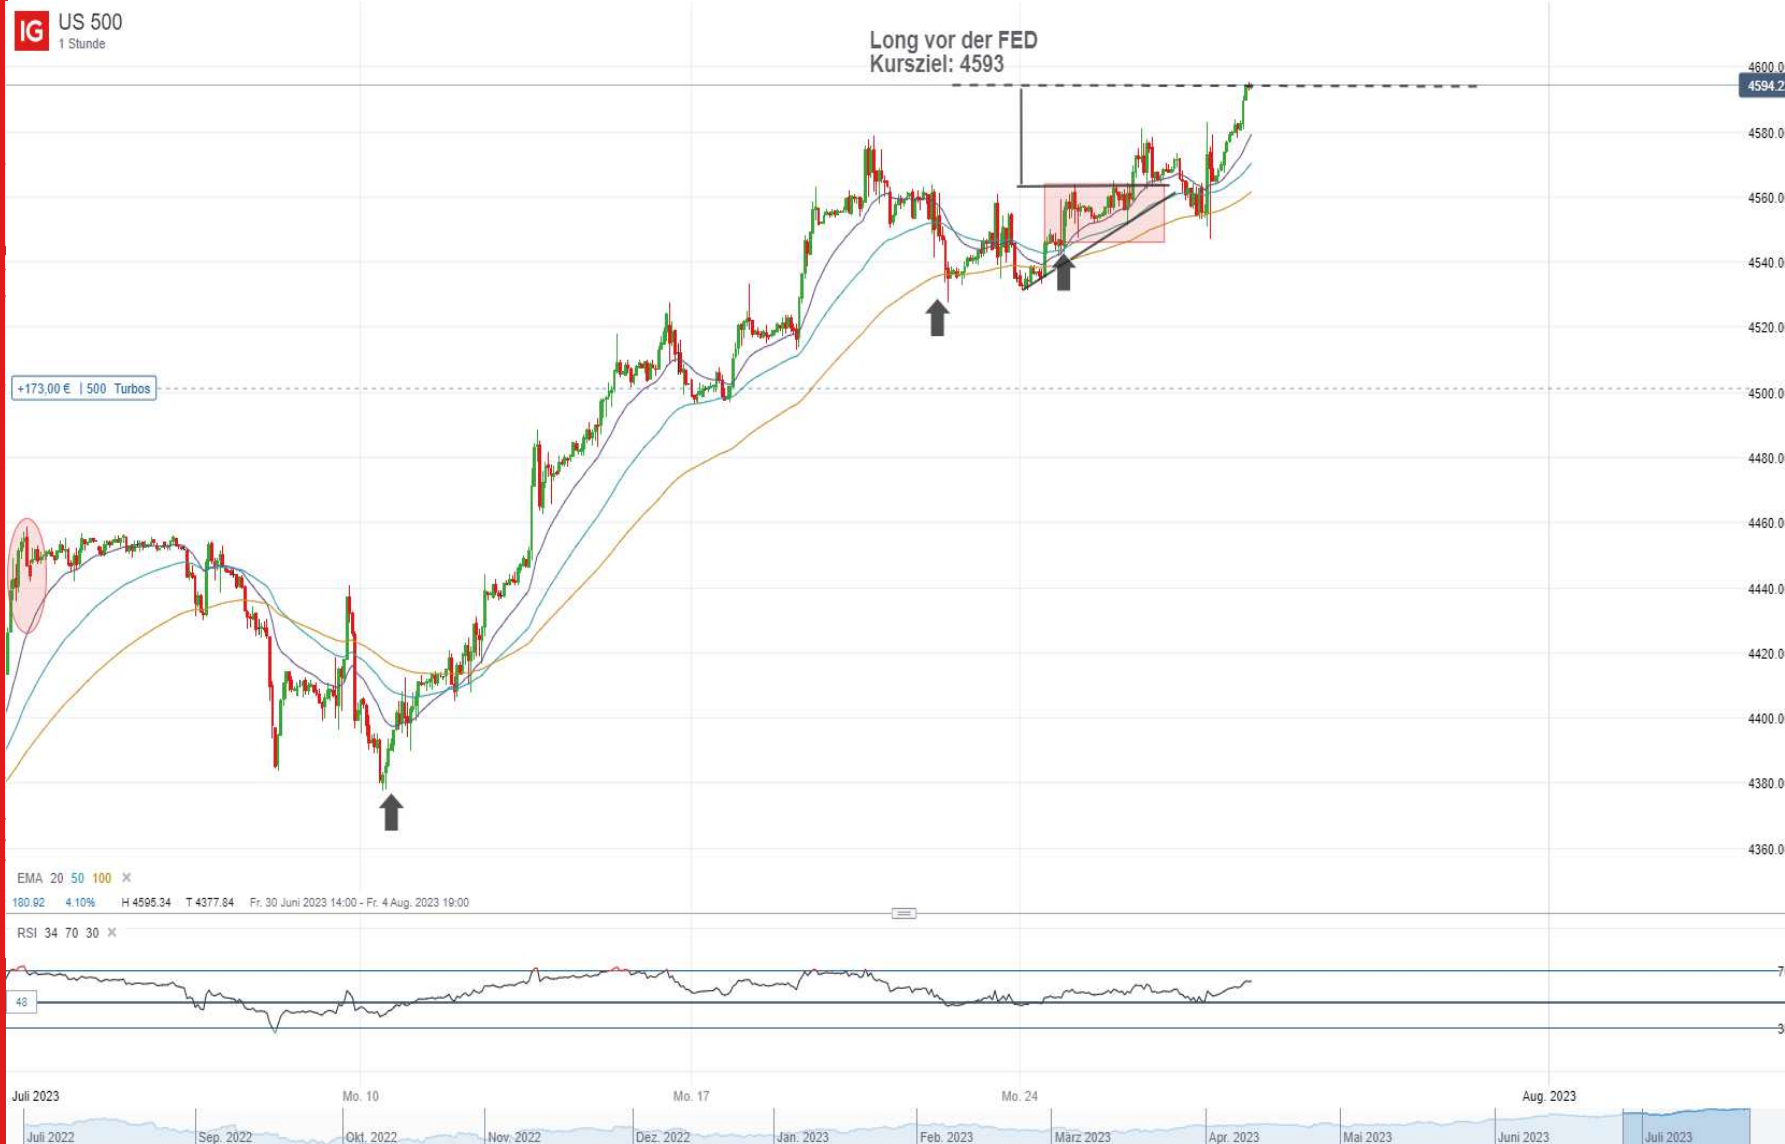 IG
US 500
1 Stunde
Long vor der FED
Kursziel: 4593
4600.0
4594.2
4580.0
4560.0
4540.0
4520.0
+173,00 € | 500 Turbos
4500.0
4480.0
4460.0
4440.0
4420.0
4400.0
4380.0
4360.0
EMA 20 50 100 ×
180.92 4.10% H 4595.34 T 4377.84 Fr. 30 Juni 2023 14:00 - Fr. 4 Aug. 2023 19:00
RSI 34 70 30 ×
7
48
3
Juli 2023 Mo. 10 Mo. 17 Mo. 24 Aug. 2023
Juli 2022 Sep. 2022 Okt. 2022 Nov. 2022 Dez. 2022 Jan. 2023 Feb. 2023 März 2023 Apr. 2023 Mai 2023 Juni 2023 Juli 2023